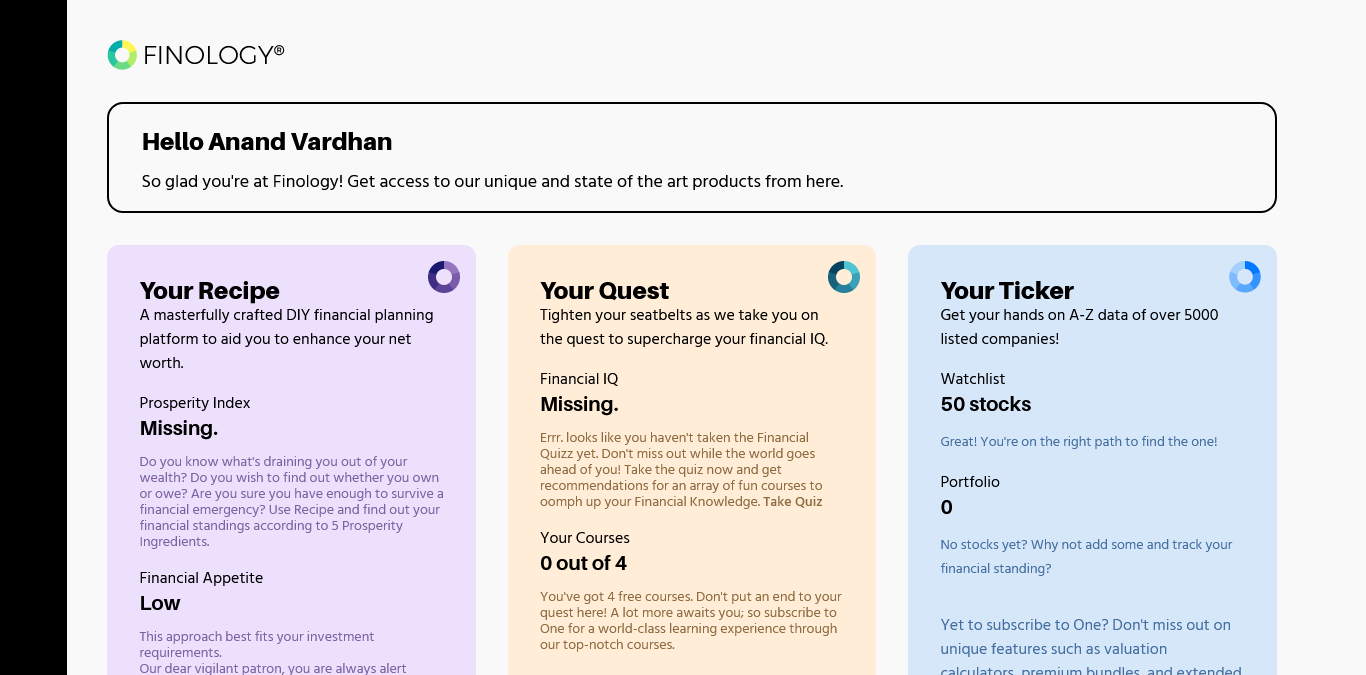 FINOLOGY®
Hello Anand Vardhan
So glad you're at Finology! Get access to our unique and state of the art products from here.
Your Recipe
A masterfully crafted DIY financial planning
platform to aid you to enhance your net
worth.
Prosperity Index
Missing.
Do you know what's draining you out of your
wealth? Do you wish to find out whether you own
or owe? Are you sure you have enough to survive a
financial emergency? Use Recipe and find out your
financial standings according to 5 Prosperity
Ingredients.
Financial Appetite
Low
This approach best fits your investment
requirements.
Our dear vigilant patron, you are always alert
Your Quest
Tighten your seatbelts as we take you on
the quest to supercharge your financial IQ.
Financial IQ
Missing.
Errr. looks like you haven't taken the Financial
Quizz yet. Don't miss out while the world goes
ahead of you! Take the quiz now and get
recommendations for an array of fun courses to
oomph up your Financial Knowledge. Take Quiz
Your Courses
0 out of 4
You've got 4 free courses. Don't put an end to your
quest here! A lot more awaits you; so subscribe to
One for a world-class learning experience through
our top-notch courses.
Your Ticker
Get your hands on A-Z data of over 5000
listed companies!
Watchlist
50 stocks
Great! You're on the right path to find the one!
Portfolio
0
No stocks yet? Why not add some and track your
financial standing?
Yet to subscribe to One? Don't miss out on
unique features such as valuation
calculators, premium bundles, and extended